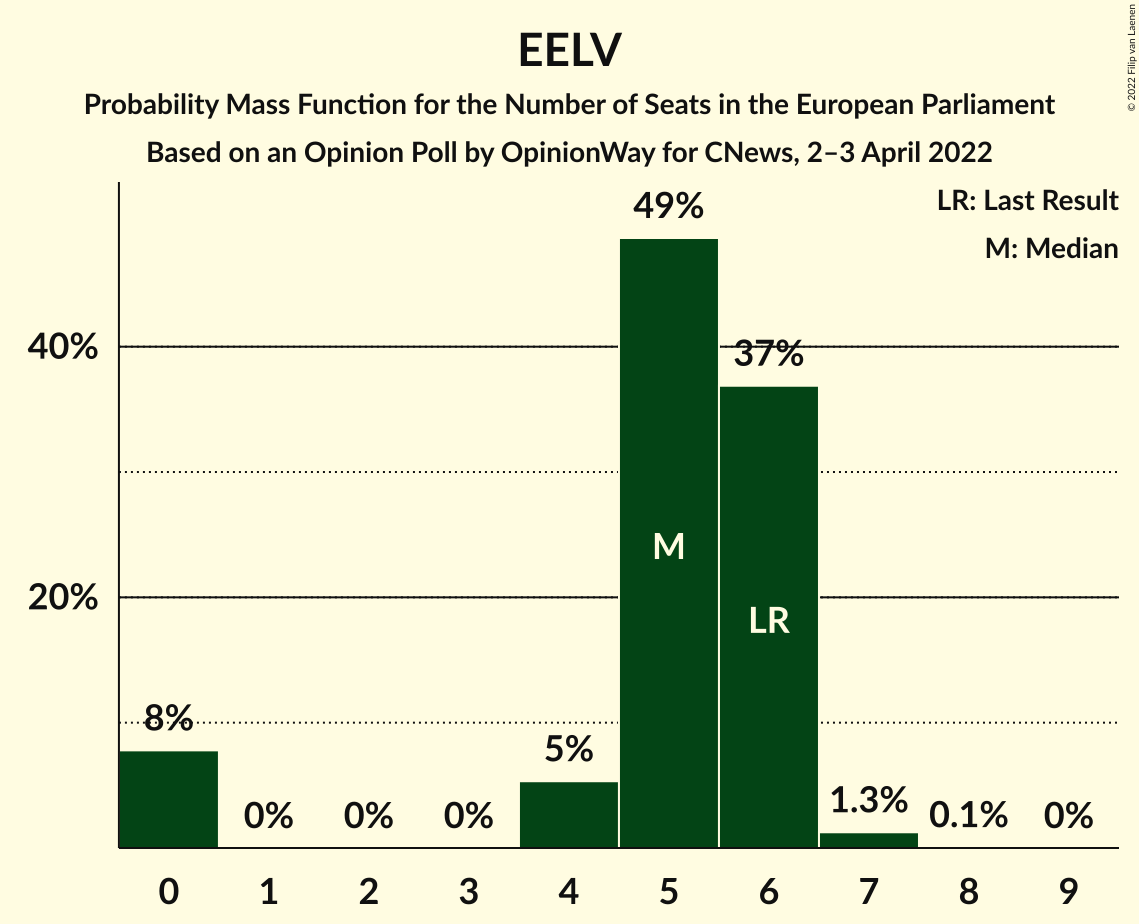 EELV
Probability Mass Function for the Number of Seats in the European Parliament
Based on an Opinion Poll by OpinionWay for CNews, 2–3 April 2022
© 2022 Filip van Laenen
LR: Last Result
M: Median
49%
40%
37%
M
20%
LR
8%
5%
0%
0%
0%
1.3%
0.1%
0%
0 1 2 3 4 5 6 7 8 9